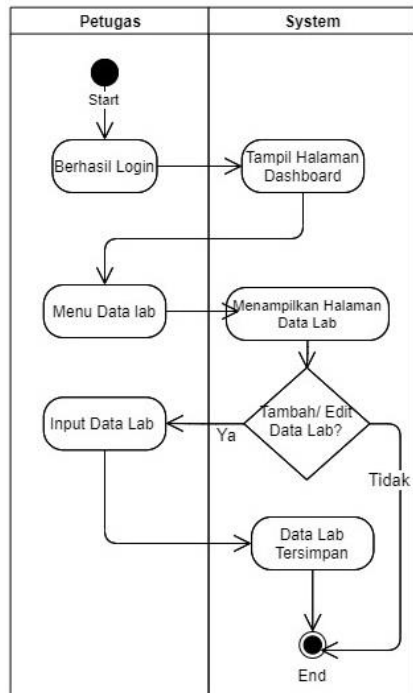 Petugas
System
Start
Berhasil Login
Tampil Halaman
Dashboard
Menu Data lab
Menampilkan Halaman
Data Lab
Input Data Lab
Ya
Tambah/ Edit
Data Lab?
Tidak
Data Lab
Tersimpan
End